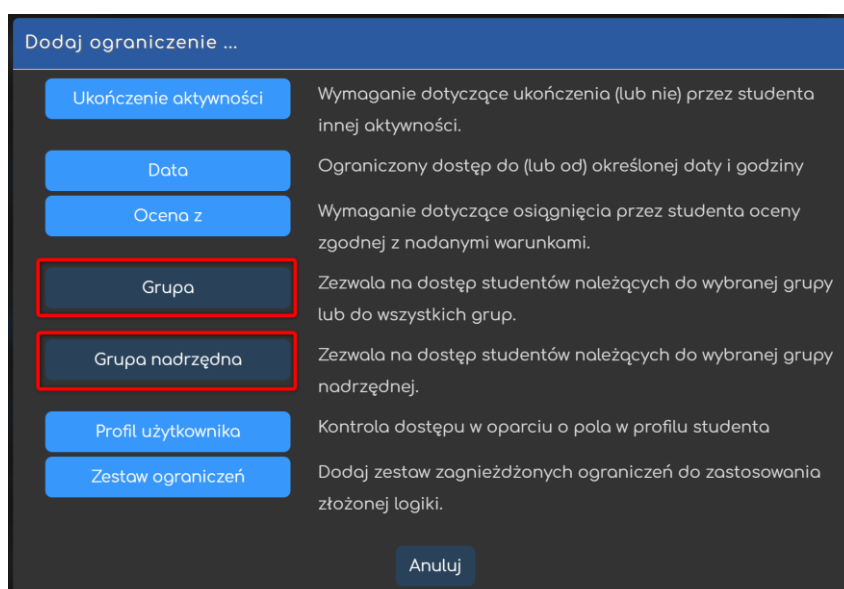 Dodaj ograniczenie ...
Ukończenie aktywności
Wymaganie dotyczące ukończenia (lub nie) przez studenta
innej aktywności.
Data
Ograniczony dostęp do (lub od) określonej daty i godziny
Ocena z
Wymaganie dotyczące osiągnięcia przez studenta oceny
zgodnej z nadanymi warunkami.
Grupa
Zezwala na dostęp studentów należących do wybranej grupy
lub do wszystkich grup.
Grupa nadrzędna
Zezwala na dostęp studentów należących do wybranej grupy
nadrzędnej.
Profil użytkownika
Kontrola dostępu w oparciu o pola w profilu studenta
Zestaw ograniczeń
Dodaj zestaw zagnieżdżonych ograniczeń do zastosowania
złożonej logiki.
Anuluj